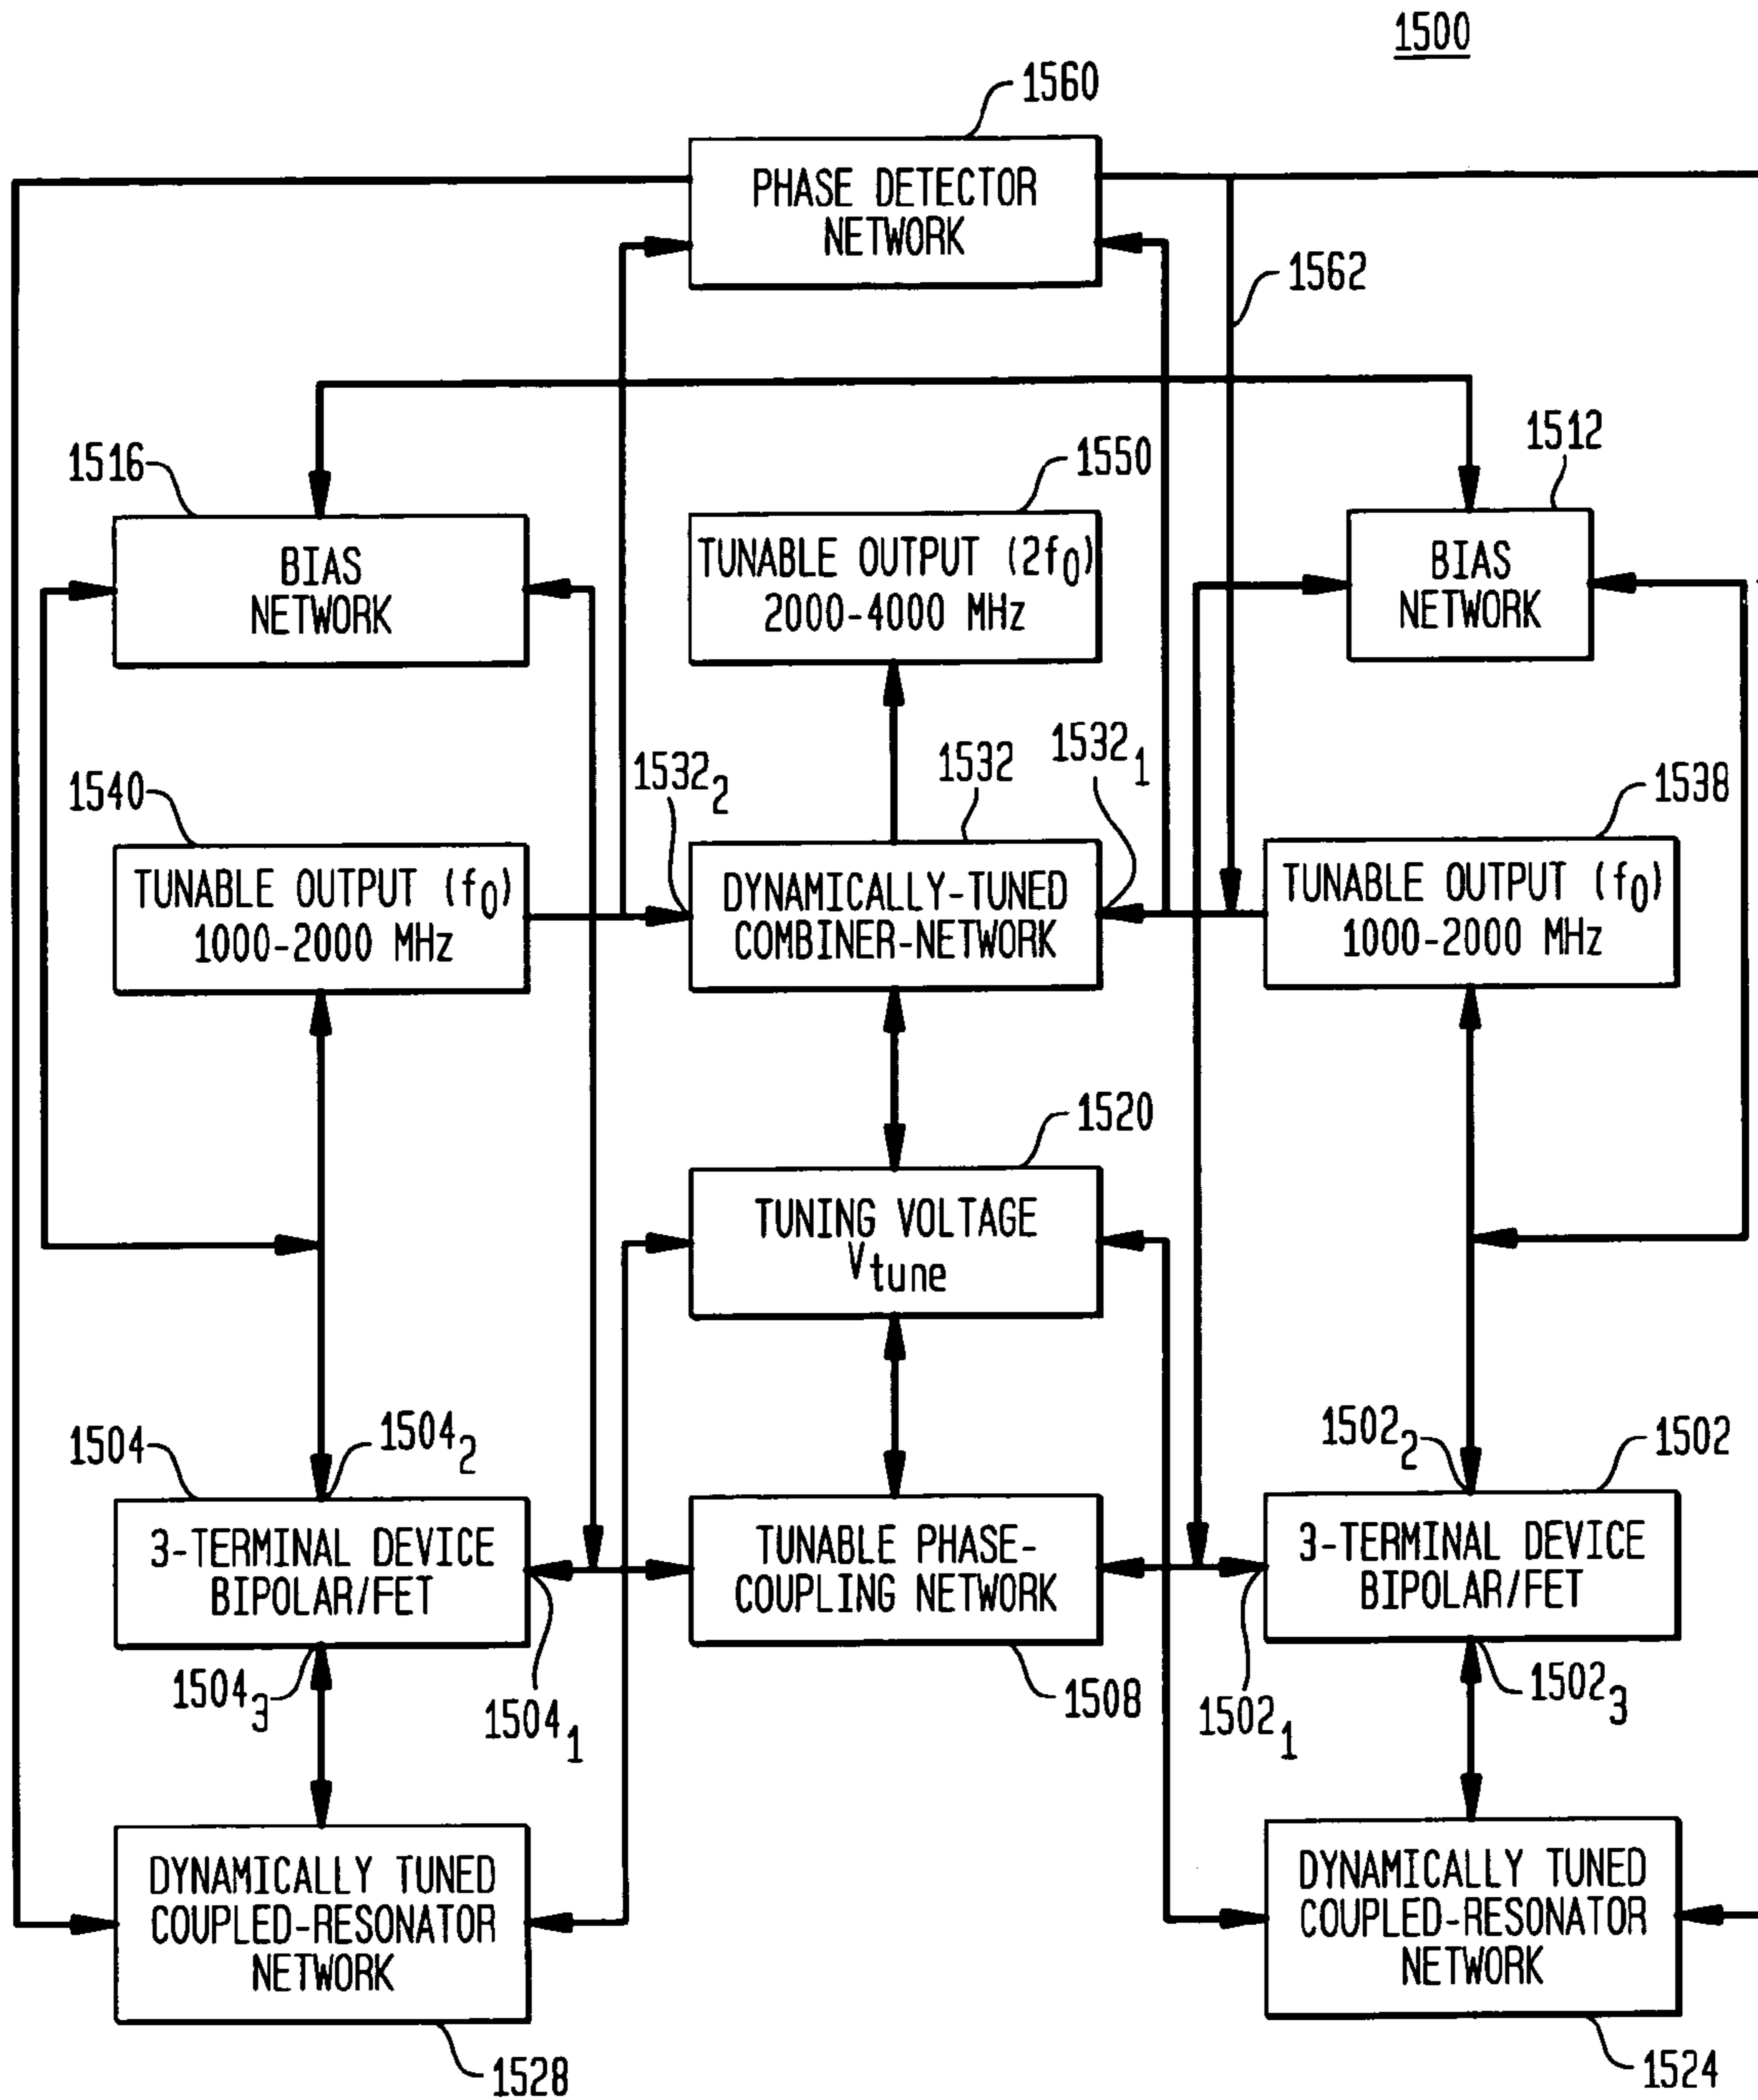 1500
1560
PHASE DETECTOR
NETWORK
1562
1516
1550
1512
BIAS
NETWORK
TUNABLE OUTPUT (2f0)
2000-4000 MHz
BIAS
NETWORK
1540
1532 2
1532
1532 1
1538
TUNABLE OUTPUT (f0)
1000-2000 MHz
DYNAMICALLY-TUNED
COMBINER-NETWORK
TUNABLE OUTPUT (f0)
1000-2000 MHz
1520
TUNING VOLTAGE
Vtune
1504
1504 2
1502 2
1502
3-TERMINAL DEVICE
BIPOLAR/FET
TUNABLE PHASE-
COUPLING NETWORK
3-TERMINAL DEVICE
BIPOLAR/FET
1504 3
1504 1
1508
1502 1
1502 3
DYNAMICALLY TUNED
COUPLED-RESONATOR
NETWORK
DYNAMICALLY TUNED
COUPLED-RESONATOR
NETWORK
1528
1524